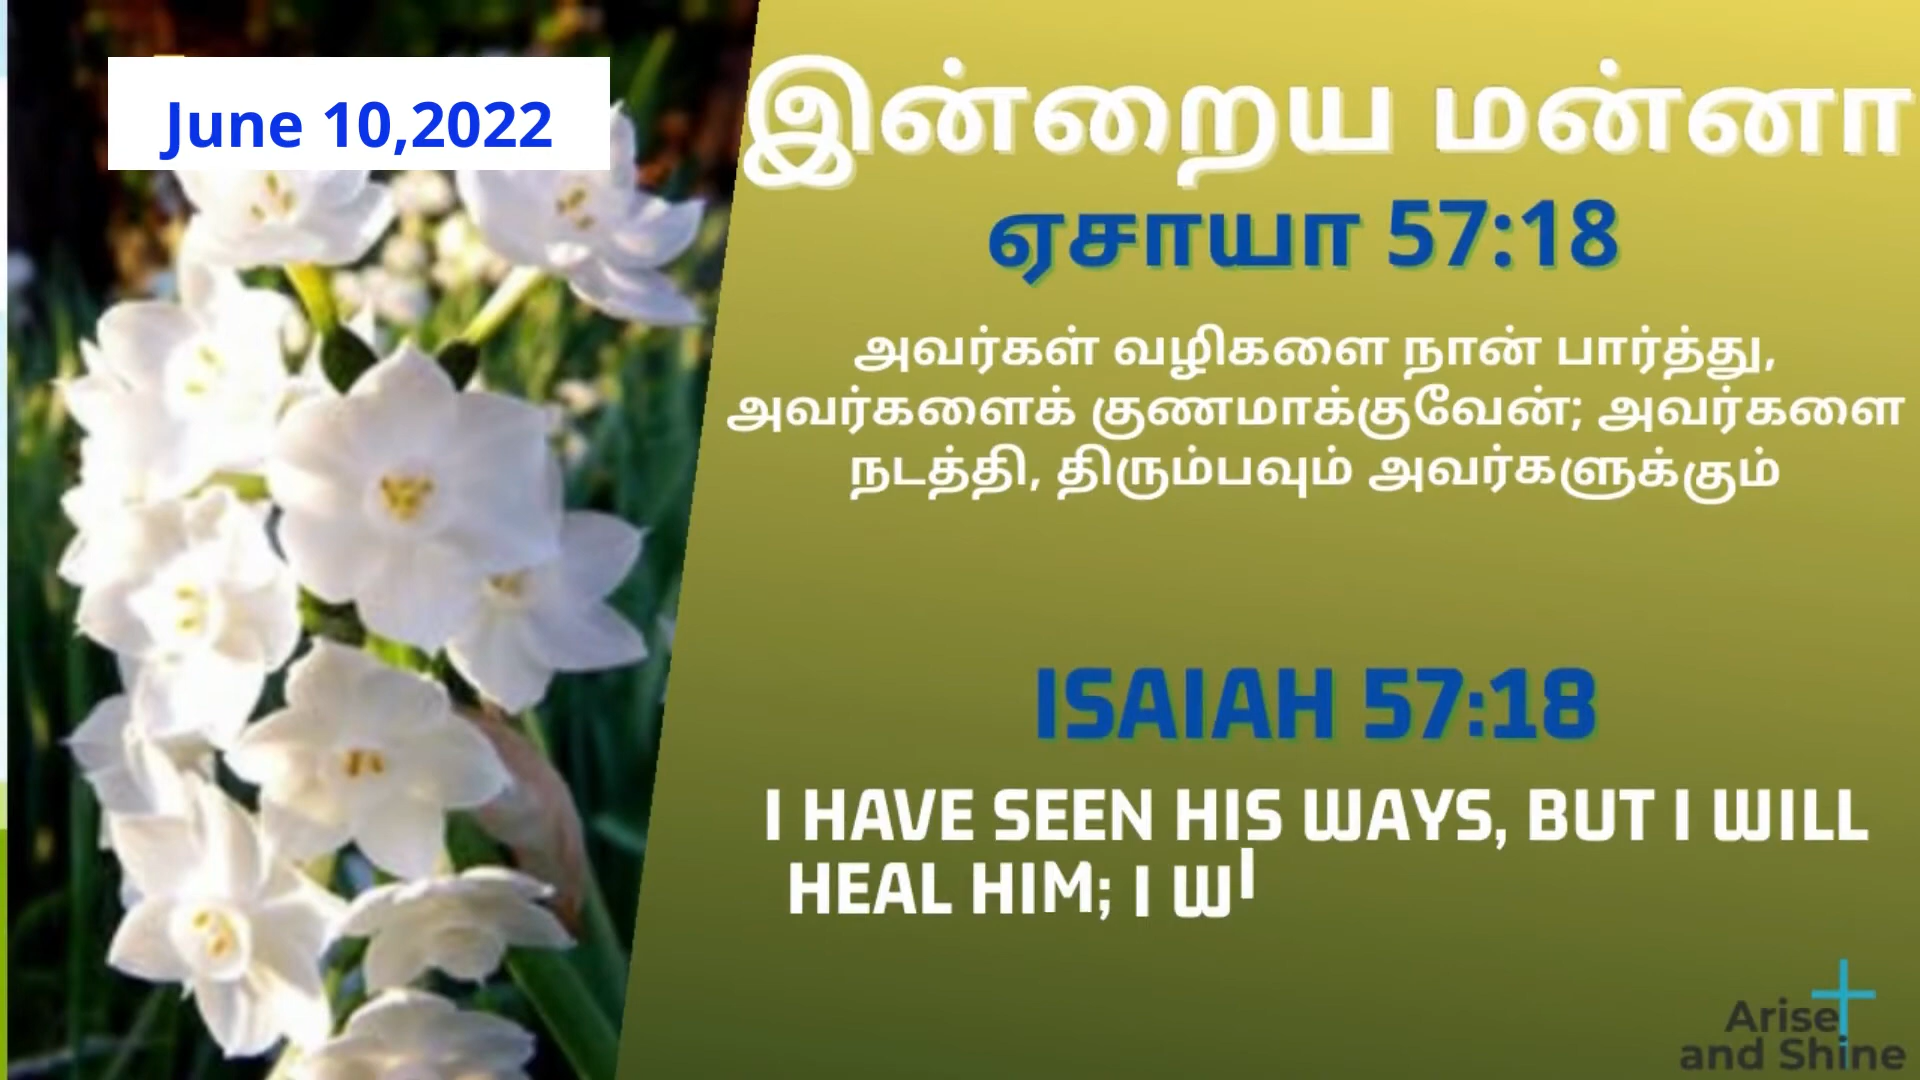 June 10,2022
இன்றைய மன்னா
ஏசாயா 57:18
அவர்கள் வழிகளை நான் பார்த்து,
அவர்களைக் குணமாக்குவேன்; அவர்களை
நடத்தி, திரும்பவும் அவர்களுக்கும்
ISAIAH 57:18
I HAVE SEEN HIS WAYS, BUT I WILL
HEAL HIM; I WI
Arise
and Shine